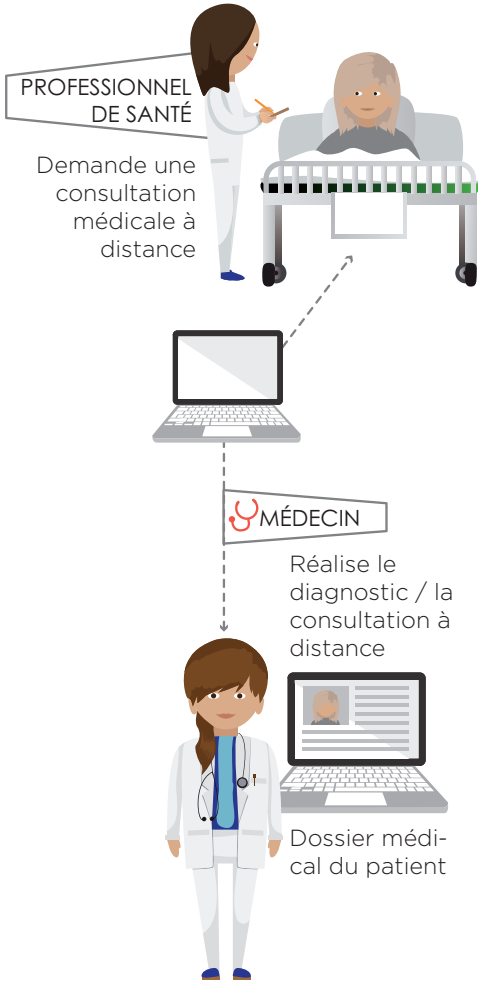 PROFESSIONNEL
DE SANTÉ
Demande une
consultation
médicale à
distance
MÉDECIN
Réalise le
diagnostic / la
consultation à
distance
Dossier médi-
cal du patient